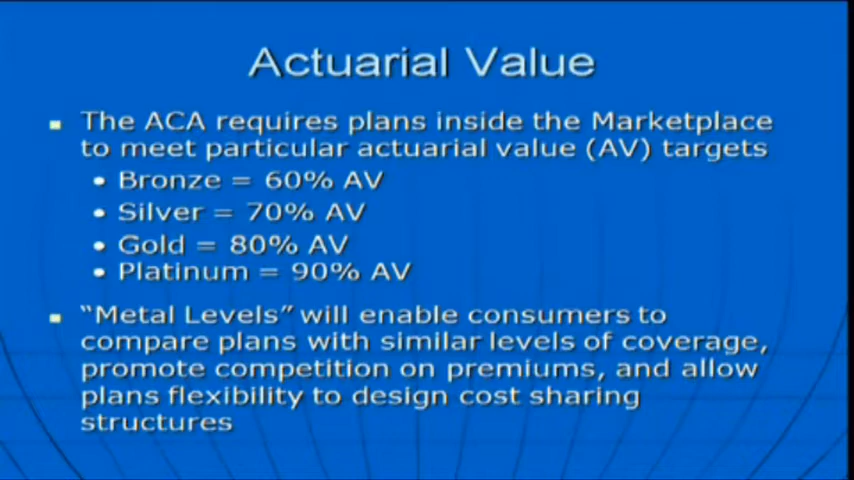 Actuarial Value
The ACA requires plans inside the Marketplace
to meet particular actuarial value (AV) targets
Bronze = 60% AV
Silver = 70% AV
Gold = 80% AV
Platinum = 90% AV
“Metal Levels” will enable consumers to
compare plans with similar levels of coverage,
promote competition on premiums, and allow
plans flexibility to design cost sharing
structures